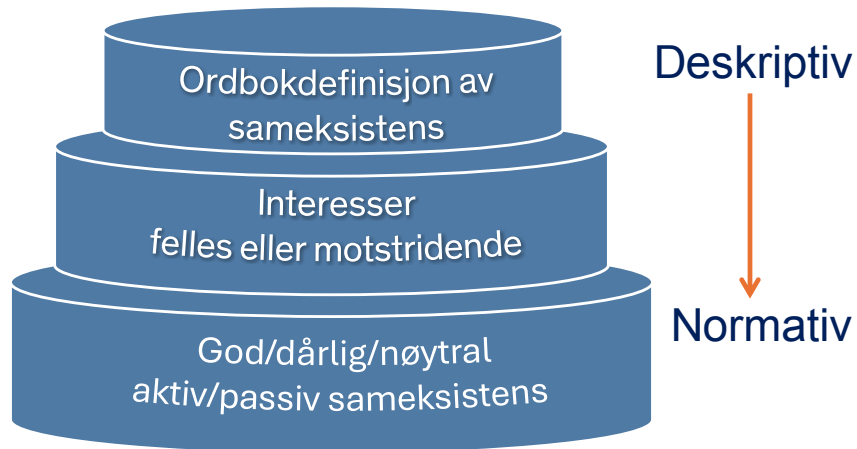 Ordbokdefinisjon av
sameksistens
Deskriptiv
Interesser
felles eller motstridende
Normativ
God/dårlig/nøytral
aktiv/passiv sameksistens